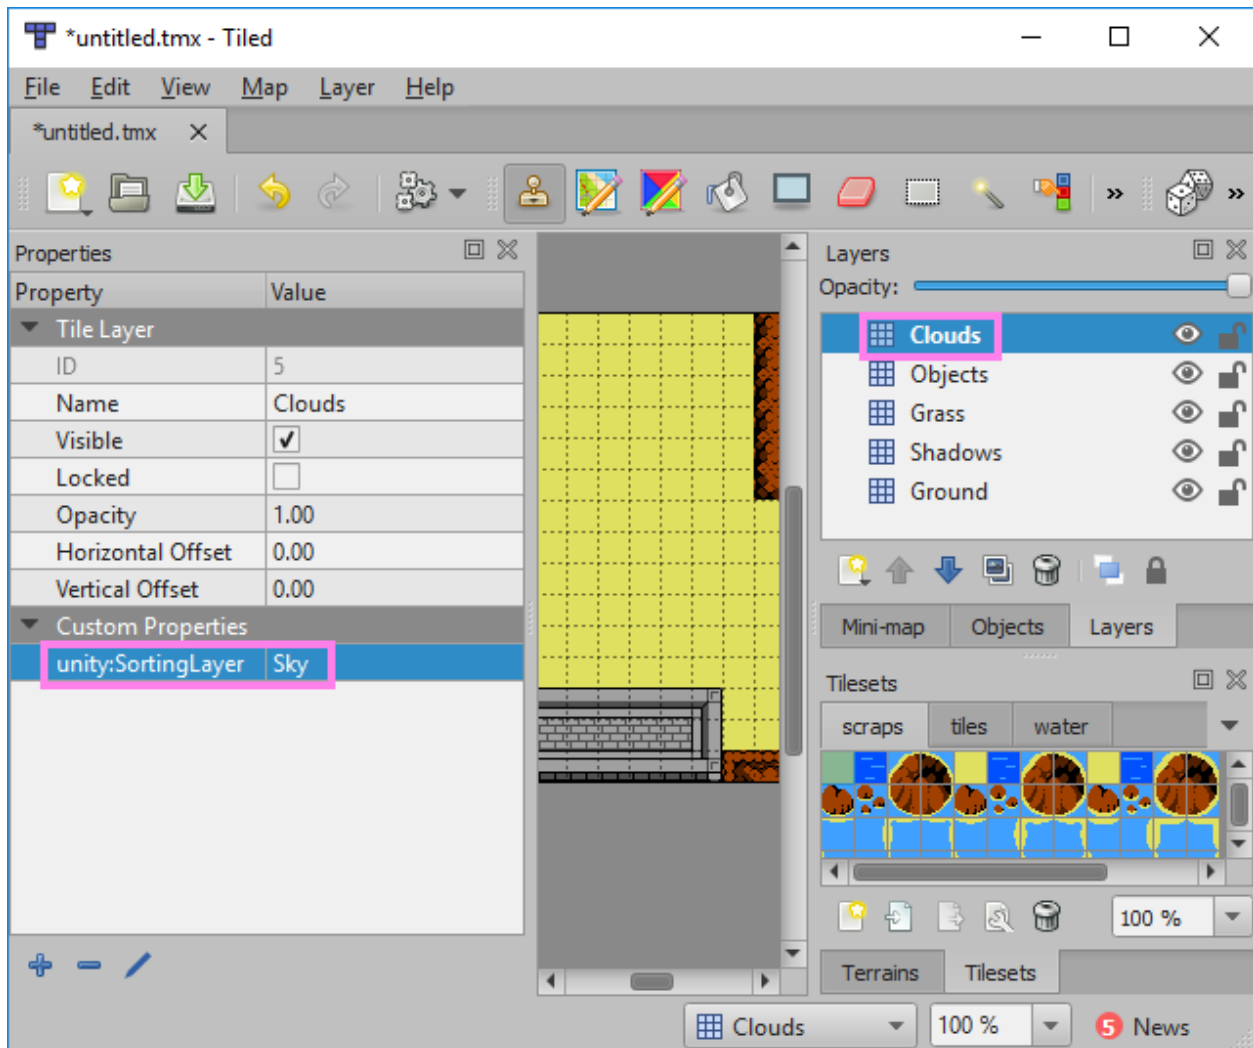 *untitled.tmx - Tiled
File Edit View Map Layer Help
*untitled.tmx
Properties
Property Value
Tile Layer
ID 5
Name Clouds
Visible
Locked
Opacity 1.00
Horizontal Offset 0.00
Vertical Offset 0.00
Custom Properties
unity:SortingLayer Sky
Layers
Opacity:
Clouds
Objects
Grass
Shadows
Ground
Mini-map Objects Layers
Tilesets
scraps tiles water
100 %
Terrains Tilesets
Clouds 100 % 5 News